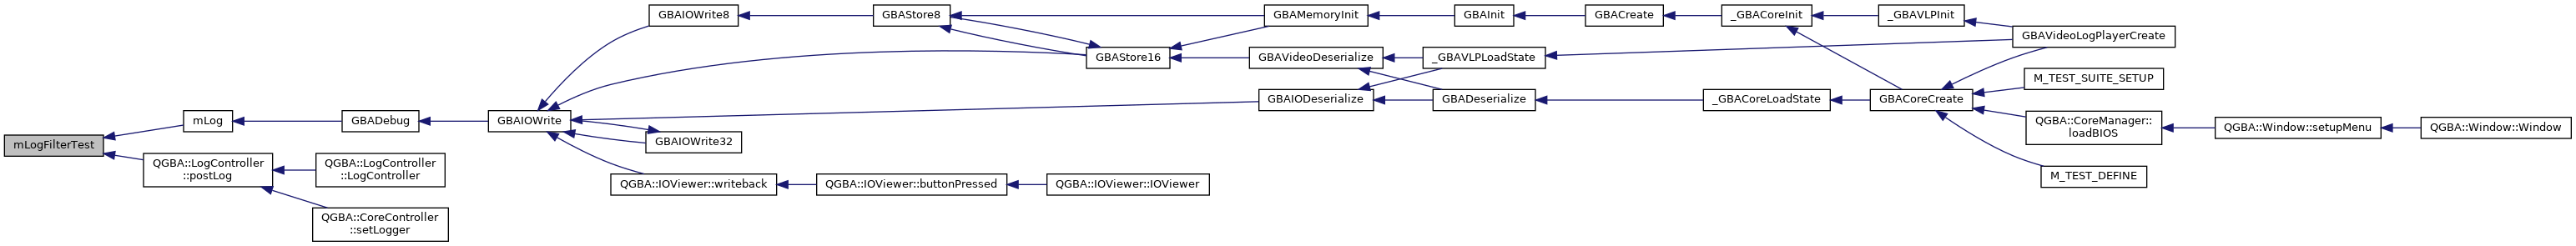 mLogFilterTest
mLog
QGBA::LogController
::postLog
GBADebug
QGBA::LogController
::LogController
QGBA::CoreController
::setLogger
GBAIOWrite
GBAIOWrite8
GBAIOWrite32
QGBA::IOViewer::writeback
GBAStore8
QGBA::IOViewer::buttonPressed
GBAStore16
QGBA::IOViewer::IOViewer
GBAMemoryInit
GBAVideoDeserialize
GBAIODeserialize
GBAInit
_GBAVLPLoadState
GBADeserialize
GBACreate
_GBACoreInit
_GBACoreLoadState
_GBAVLPInit
GBACoreCreate
GBAVideoLogPlayerCreate
M_TEST_SUITE_SETUP
QGBA::CoreManager::
loadBIOS
M_TEST_DEFINE
QGBA::Window::setupMenu
QGBA::Window::Window